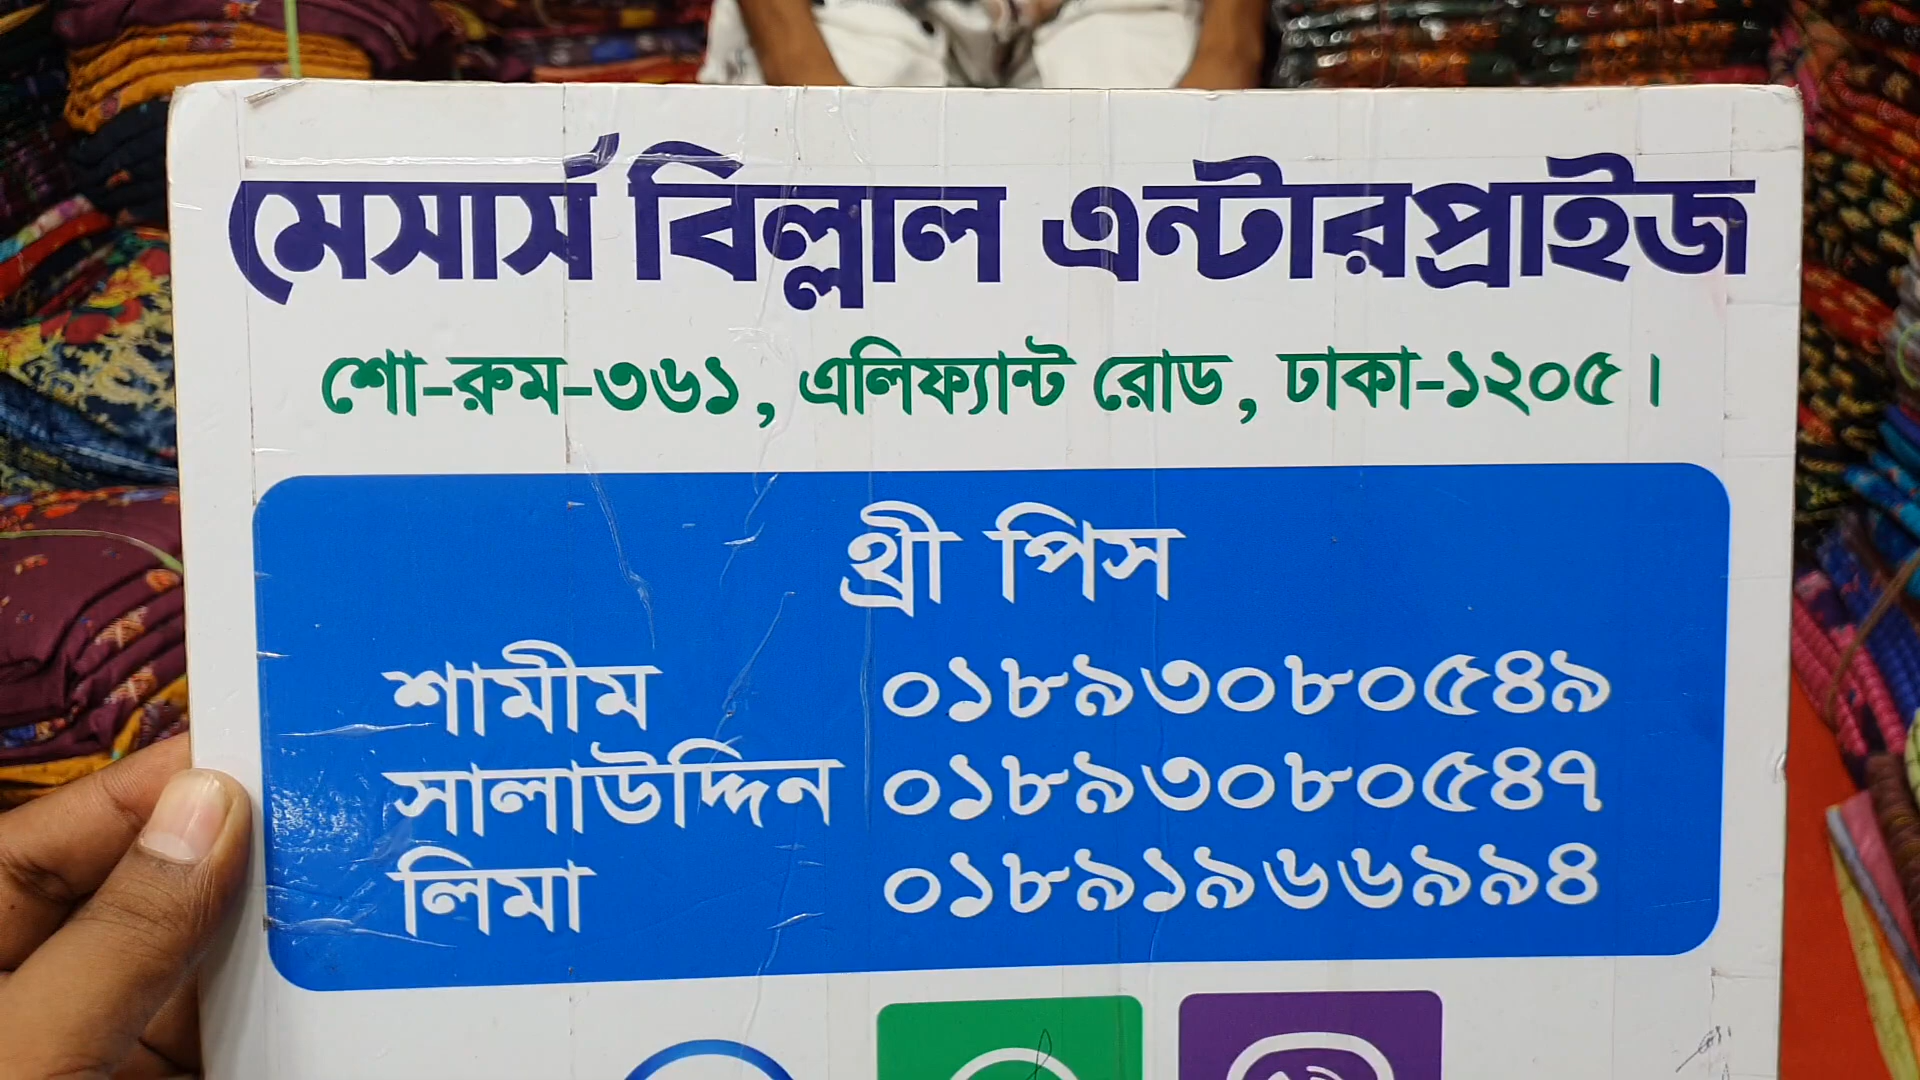 মেসার্স বিল্লাল এন্টারপ্রাইজ
শো-রুম-৩৬১, এলিফ্যান্ট রোড, ঢাকা-১২০৫।
থ্রী পিস
শামীম ০১৮৯৩০৮০৫৪৯
সালাউদ্দিন ০১৮৯৩০৮০৫৪৭
লিমা ০১৮৯১৯৬৬৯৯৪